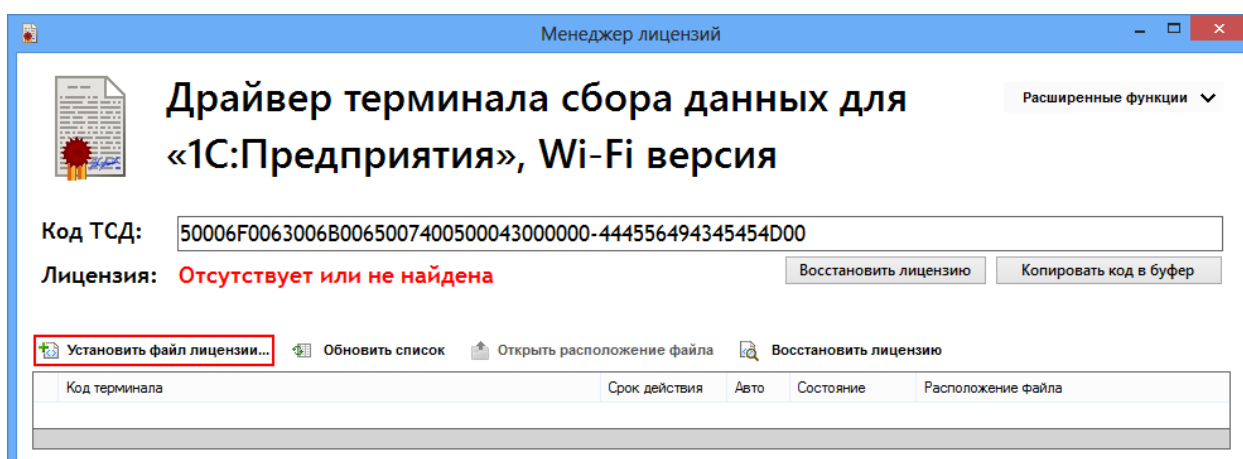 Менеджер лицензий
Драйвер терминала сбора данных для
«1С:Предприятия», Wi-Fi версия
Расширенные функции
Код ТСД: 50006F0063006B0065007400500043000000-444556494345454D00
Лицензия: Отсутствует или не найдена
Восстановить лицензию Копировать код в буфер
Установить файл лицензии... Обновить список Открыть расположение файла Восстановить лицензию
Код терминала Срок действия Авто Состояние Расположение файла